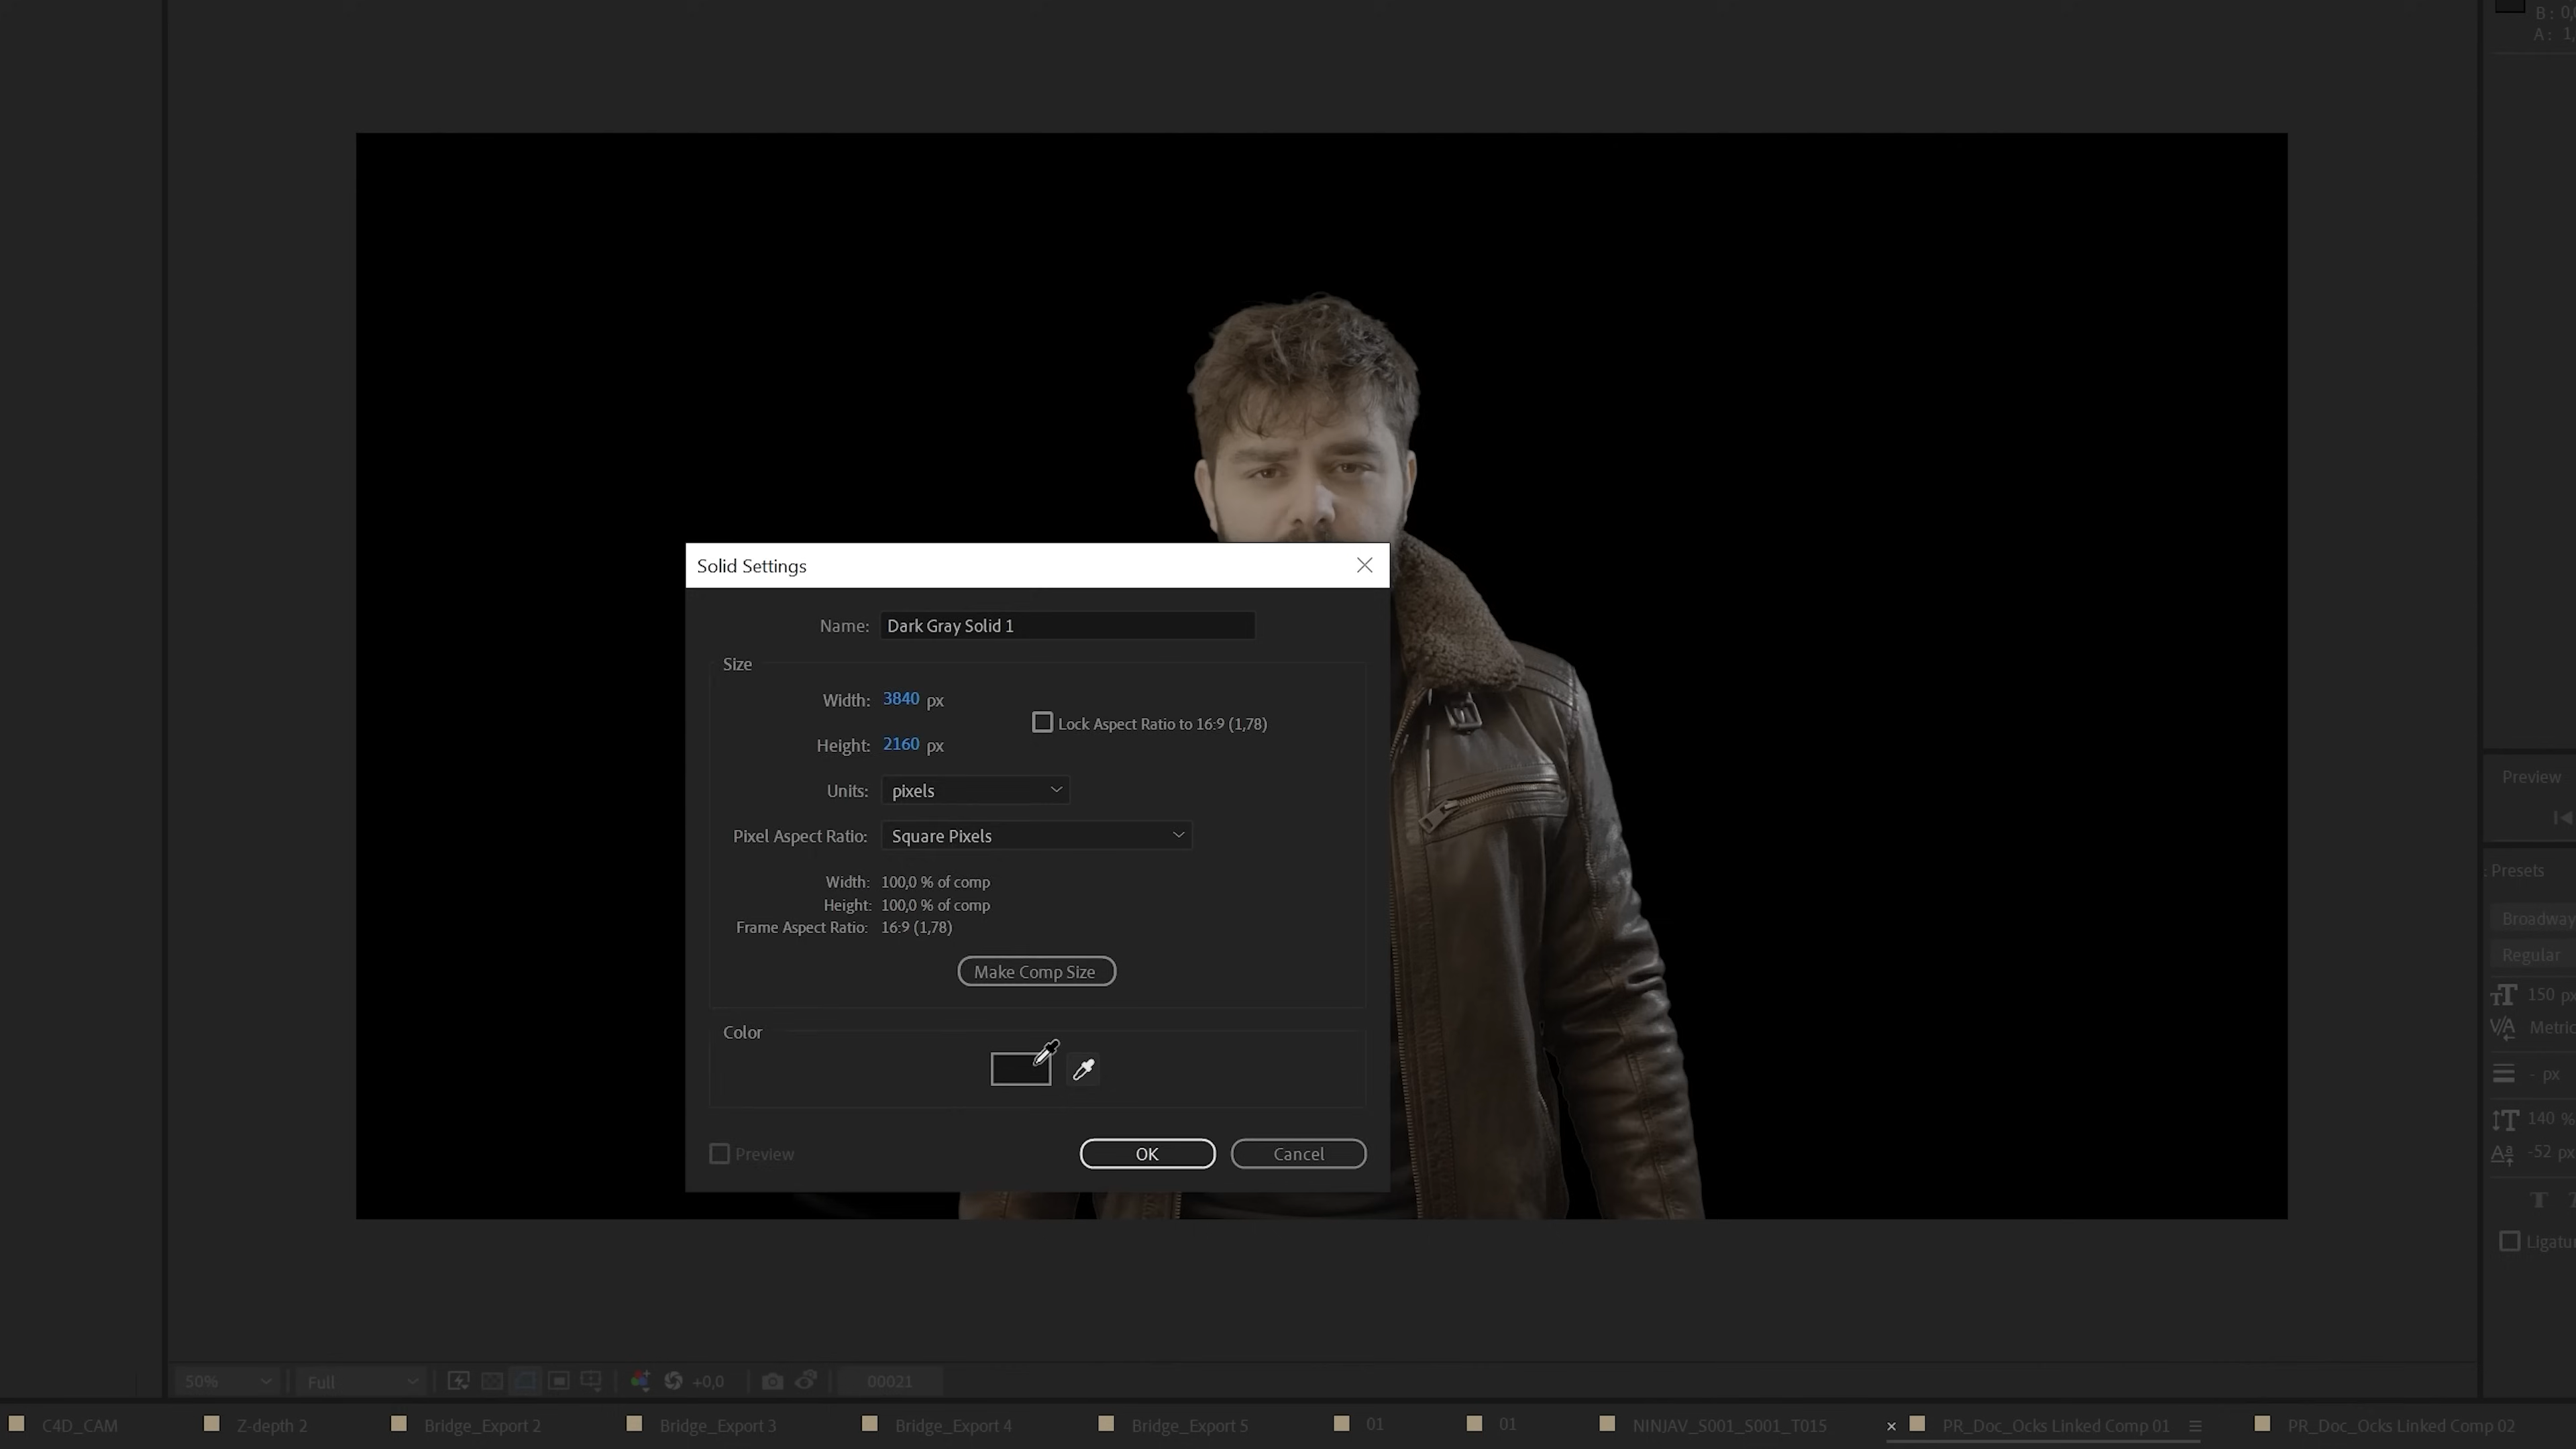 B: 0,0
A: 1,
Solid Settings
Name: Dark Gray Solid 1
Size
Width: 3840 px
Lock Aspect Ratio to 16:9 (1,78)
Height: 2160 px
Units: pixels
Pixel Aspect Ratio: Square Pixels
Width: 100,0 % of comp
Height: 100,0 % of comp
Frame Aspect Ratio: 16:9 (1,78)
Make Comp Size
Color
Preview
OK
Cancel
Preview
Presets
Broadway
Regular
150 px
Metric
- px
140 %
-52 px
50%
Full
+0,0
00021
C4D_CAM
Z-depth 2
Bridge_Export 2
Bridge_Export 3
Bridge_Export 4
Bridge_Export 5
01
01
NINJAV_S001_S001_T015
PR_Doc_Ocks Linked Comp 01
PR_Doc_Ocks Linked Comp 02